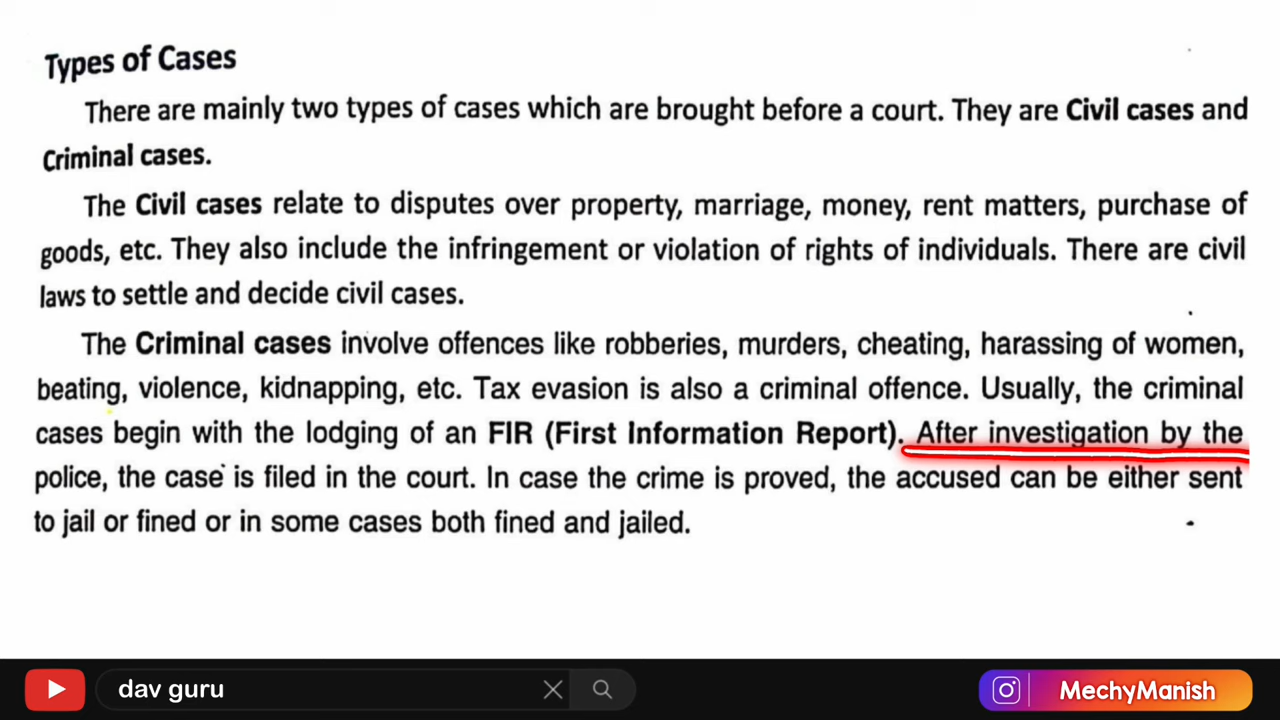 Types of Cases
There are mainly two types of cases which are brought before a court. They are Civil cases and
Criminal cases.
The Civil cases relate to disputes over property, marriage, money, rent matters, purchase of
goods, etc. They also include the infringement or violation of rights of individuals. There are civil
laws to settle and decide civil cases.
The Criminal cases involve offences like robberies, murders, cheating, harassing of women,
beating, violence, kidnapping, etc. Tax evasion is also a criminal offence. Usually, the criminal
cases begin with the lodging of an FIR (First Information Report). After investigation by the
police, the case is filed in the court. In case the crime is proved, the accused can be either sent
to jail or fined or in some cases both fined and jailed.
dav guru
MechyManish